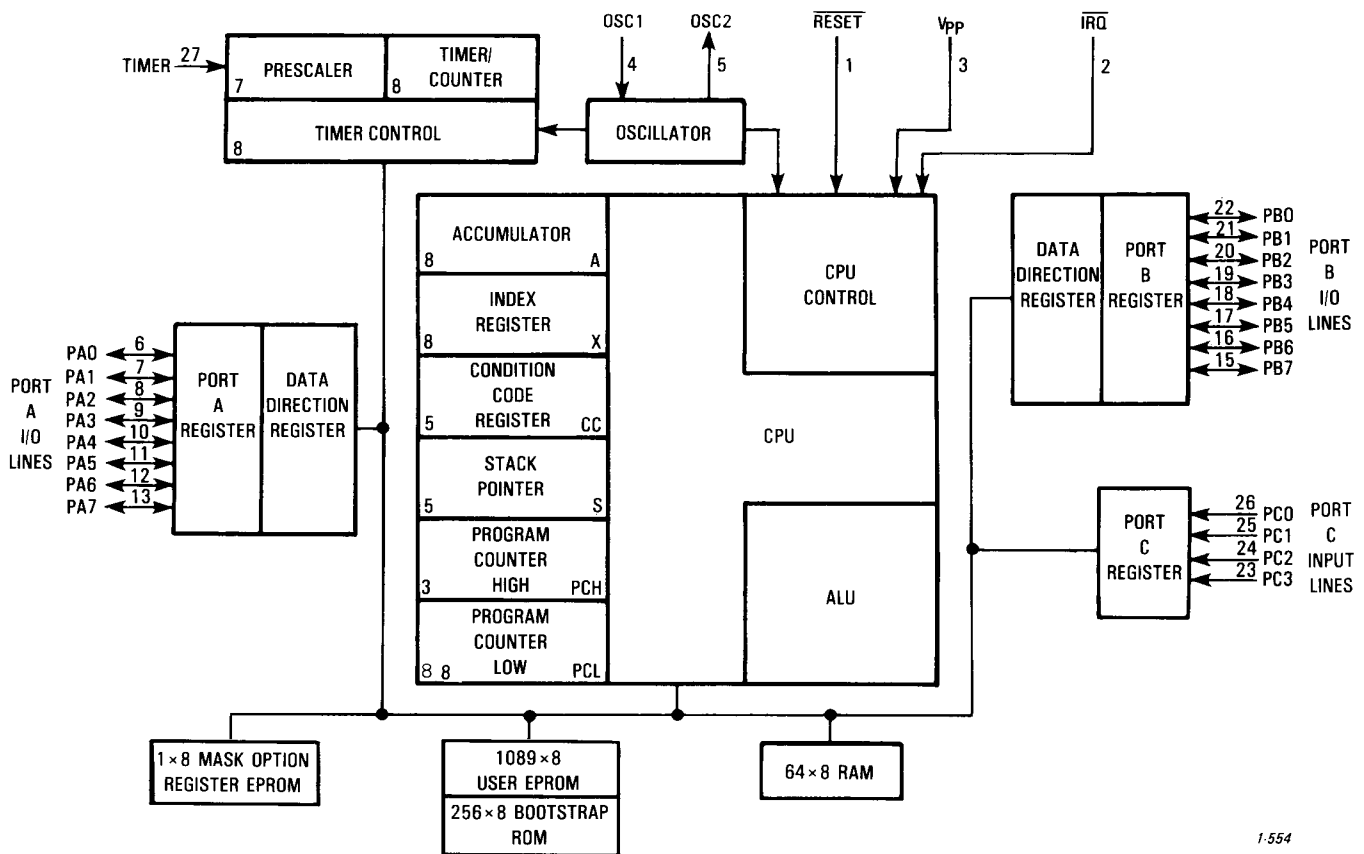 OSC1 OSC2 RESET VPP IRQ
4 5 1 3 2
TIMER 27
PRESCALER
7
TIMER/
COUNTER
8
TIMER CONTROL
8
OSCILLATOR
ACCUMULATOR
8 A
INDEX
REGISTER
8 X
CONDITION
CODE
REGISTER
5 CC
STACK
POINTER
5 S
PROGRAM
COUNTER
HIGH
3 PCH
PROGRAM
COUNTER
LOW
8 8 PCL
CPU
CONTROL
CPU
ALU
PORT
A
I/O
LINES
PA0 6
PA1 7
PA2 8
PA3 9
PA4 10
PA5 11
PA6 12
PA7 13
PORT
A
REGISTER
DATA
DIRECTION
REGISTER
DATA
DIRECTION
REGISTER
PORT
B
REGISTER
22 PB0
21 PB1
20 PB2
19 PB3
18 PB4
17 PB5
16 PB6
15 PB7
PORT
B
I/O
LINES
PORT
C
REGISTER
26 PC0
25 PC1
24 PC2
23 PC3
PORT
C
INPUT
LINES
1×8 MASK OPTION
REGISTER EPROM
1089×8
USER EPROM
256×8 BOOTSTRAP
ROM
64×8 RAM
1-554